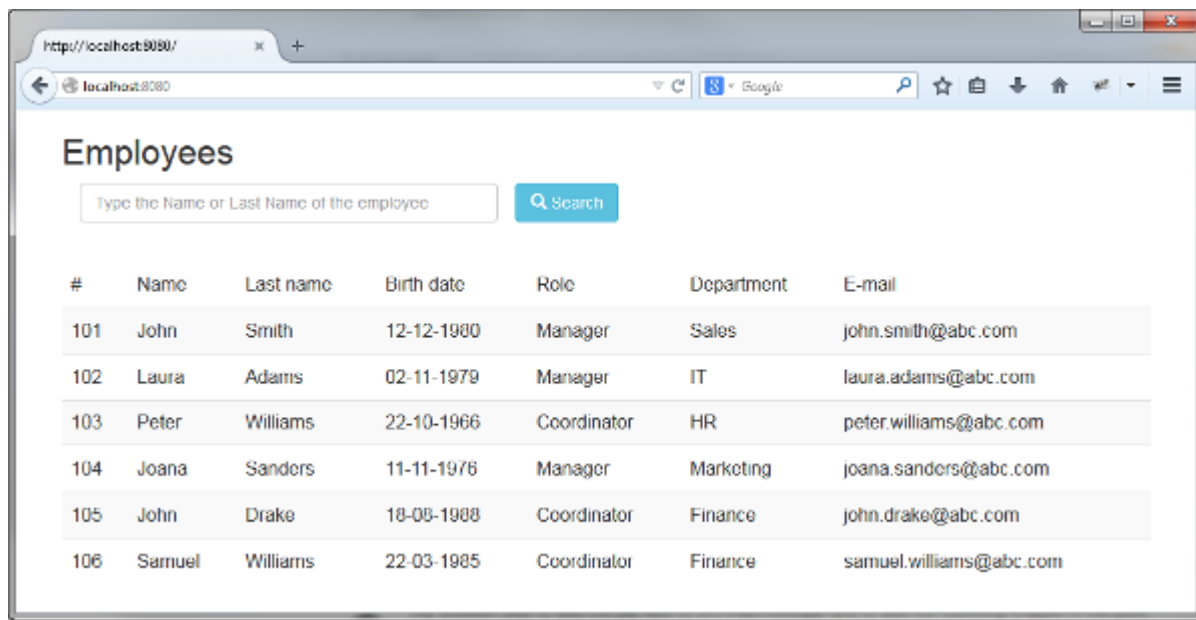 http://localhost:8080/
localhost:8080
Google
Employees
Type the Name or Last Name of the employee
Search
# Name Last name Birth date Role Department E-mail
101 John Smith 12-12-1980 Manager Sales john.smith@abc.com
102 Laura Adams 02-11-1979 Manager IT laura.adams@abc.com
103 Peter Williams 22-10-1966 Coordinator HR peter.williams@abc.com
104 Joana Sanders 11-11-1976 Manager Marketing joana.sanders@abc.com
105 John Drake 18-08-1988 Coordinator Finance john.drake@abc.com
106 Samuel Williams 22-03-1985 Coordinator Finance samuel.williams@abc.com